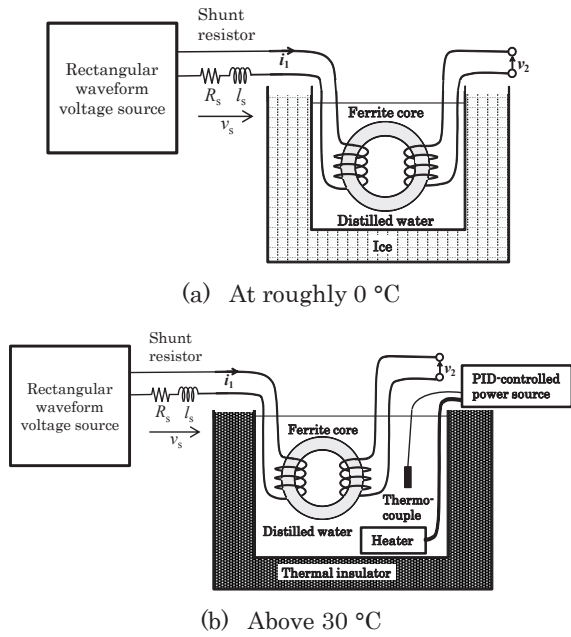 Shunt
resistor
Rectangular
waveform
voltage source
i₁
v₂
Rₛ lₛ
vₛ
Ferrite core
Distilled water
Ice
(a) At roughly 0 °C
Shunt
resistor
Rectangular
waveform
voltage source
i₁
v₂
PID-controlled
power source
Rₛ lₛ
vₛ
Ferrite core
Thermo-
couple
Distilled water
Heater
Thermal insulator
(b) Above 30 °C